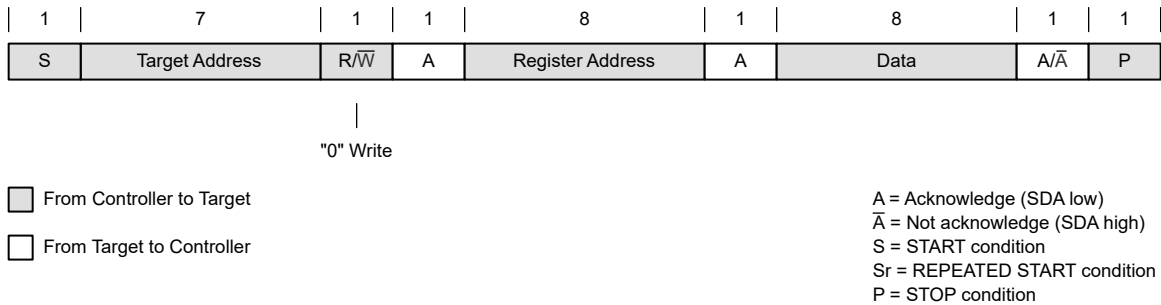 1 7 1 1 8 1 8 1 1
S Target Address R/W̅ A Register Address A Data A/A̅ P
"0" Write
From Controller to Target
From Target to Controller
A = Acknowledge (SDA low)
A̅ = Not acknowledge (SDA high)
S = START condition
Sr = REPEATED START condition
P = STOP condition